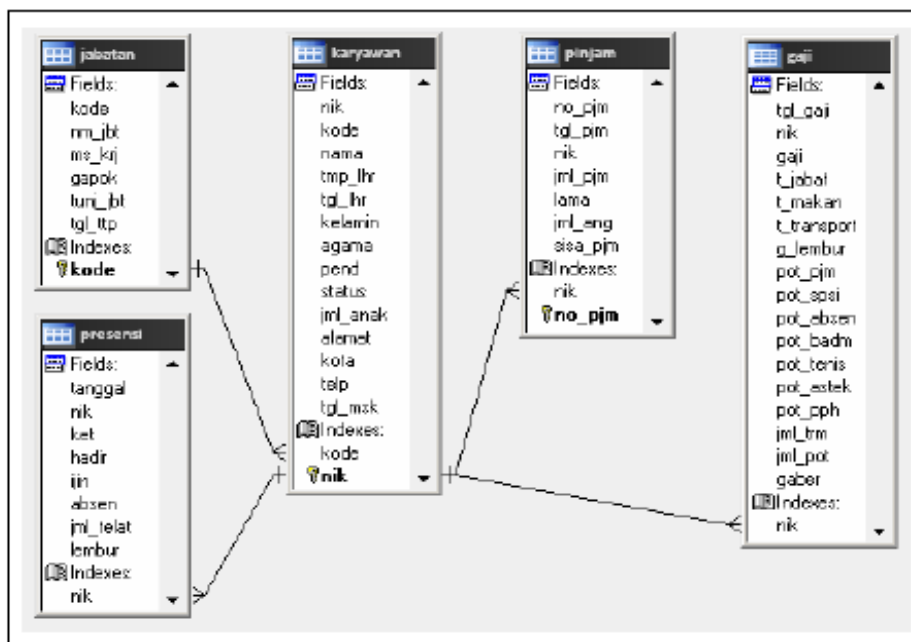 jabatan
Fields:
kode
nm_jbt
ms_krj
gapok
tunj_jbt
tgl_ttp
Indexes:
kode
presensi
Fields:
tanggal
nik
ket
hadir
ijin
absen
jml_telat
lembur
Indexes:
nik
karyawan
Fields:
nik
kode
nama
tmp_lhr
tgl_lhr
kelamin
agama
pend
status
jml_anak
alamat
kota
telp
tgl_msk
Indexes:
kode
nik
pinjam
Fields:
no_pjm
tgl_pjm
nik
jml_pjm
lama
jml_ang
sisa_pjm
Indexes:
nik
no_pjm
gaji
Fields:
tgl_gaji
nik
gaji
t_jabat
t_makan
t_transport
g_lembur
pot_pjm
pot_spsi
pot_absen
pot_badm
pot_tenis
pot_astek
pot_pph
jml_trm
jml_pot
gaber
Indexes:
nik